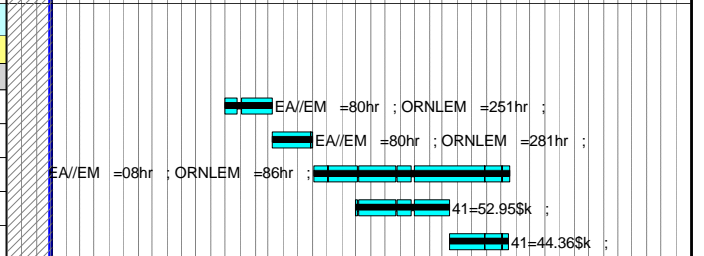 EA//EM =80hr ; ORNLEM =251hr ;
EA//EM =80hr ; ORNLEM =281hr ;
EA//EM =08hr ; ORNLEM =86hr ;
41=52.95$k ;
41=44.36$k ;